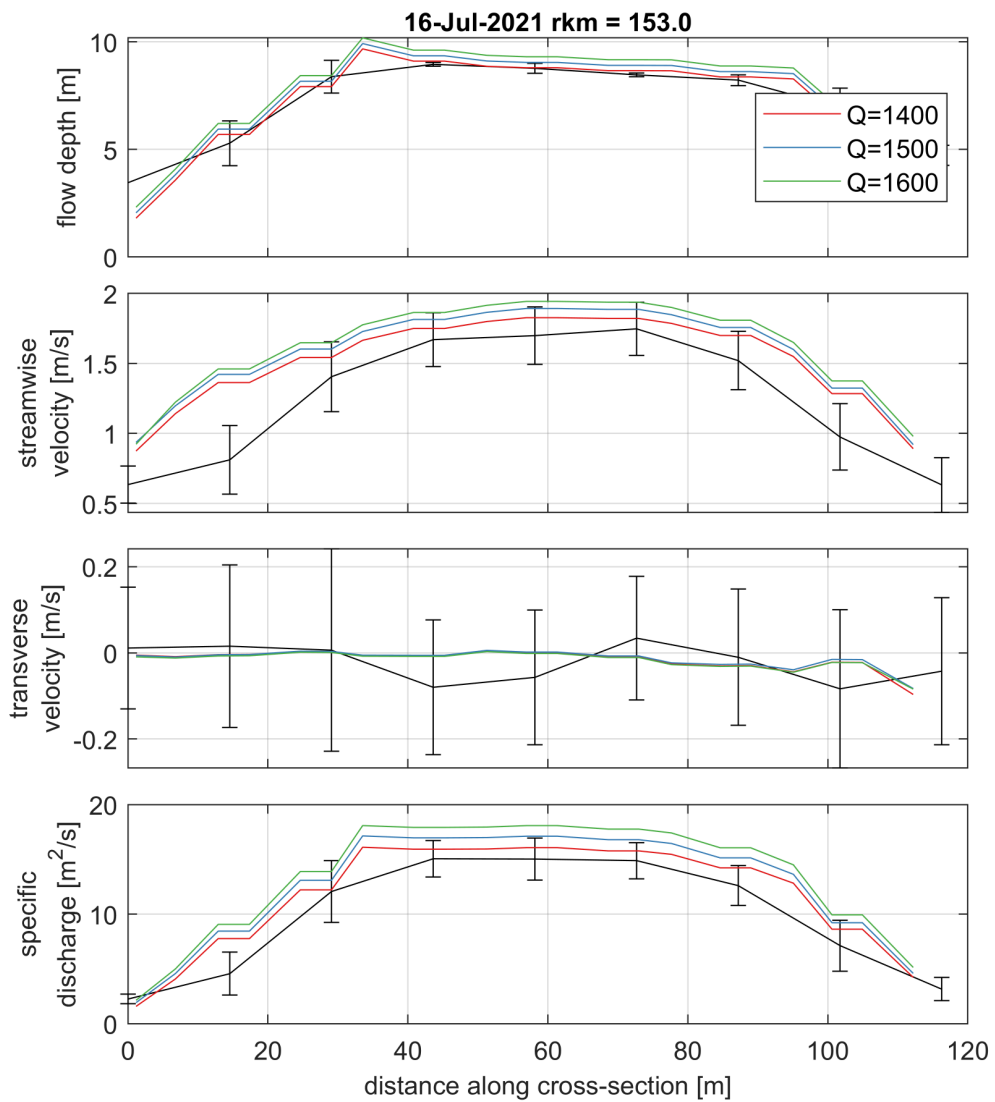 16-Jul-2021 rkm = 153.0
10
5
0
flow depth [m]
Q=1400
Q=1500
Q=1600
2
1.5
1
0.5
streamwise
velocity [m/s]
0.2
0
-0.2
transverse
velocity [m/s]
20
10
0
specific
discharge [m²/s]
0 20 40 60 80 100 120
distance along cross-section [m]